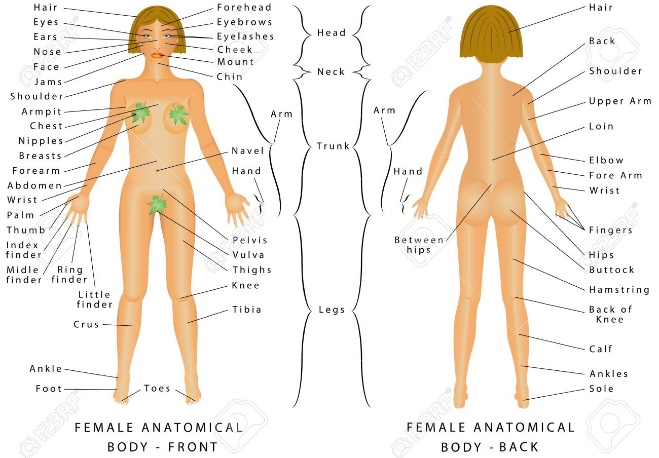 Hair
Eyes
Ears
Nose
Face
Jams
Shoulder
Armpit
Chest
Nipples
Breasts
Forearm
Abdomen
Wrist
Palm
Thumb
Index
finder
Midle
finder
Ring
finder
Little
finder
Crus
Ankle
Foot
Toes
Forehead
Eyebrows
Eyelashes
Cheek
Mount
Chin
Arm
Navel
Hand
Pelvis
Vulva
Thighs
Knee
Tibia
FEMALE ANATOMICAL
BODY - FRONT
Head
Neck
Trunk
Legs
Arm
Hand
Between
hips
Hair
Back
Shoulder
Upper Arm
Loin
Elbow
Fore Arm
Wrist
Fingers
Hips
Buttock
Hamstring
Back of
Knee
Calf
Ankles
Sole
FEMALE ANATOMICAL
BODY - BACK
123RF